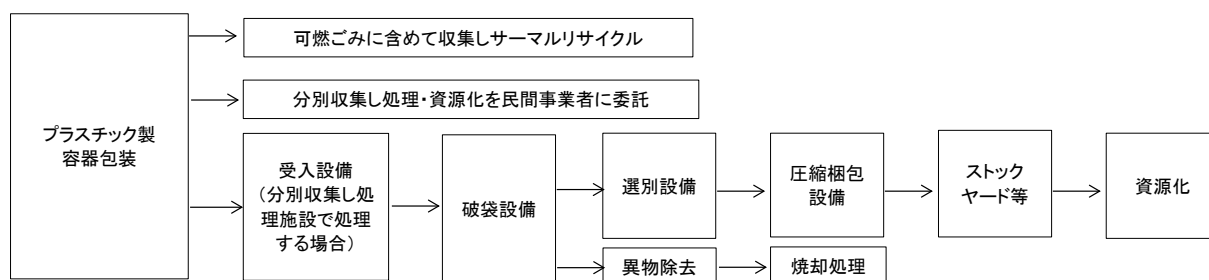 可燃ごみに含めて収集しサーマルリサイクル
分別収集し処理・資源化を民間事業者に委託
プラスチック製
容器包装
受入設備
(分別収集し処
理施設で処理
する場合)
破袋設備
選別設備
圧縮梱包
設備
ストック
ヤード等
資源化
異物除去
焼却処理